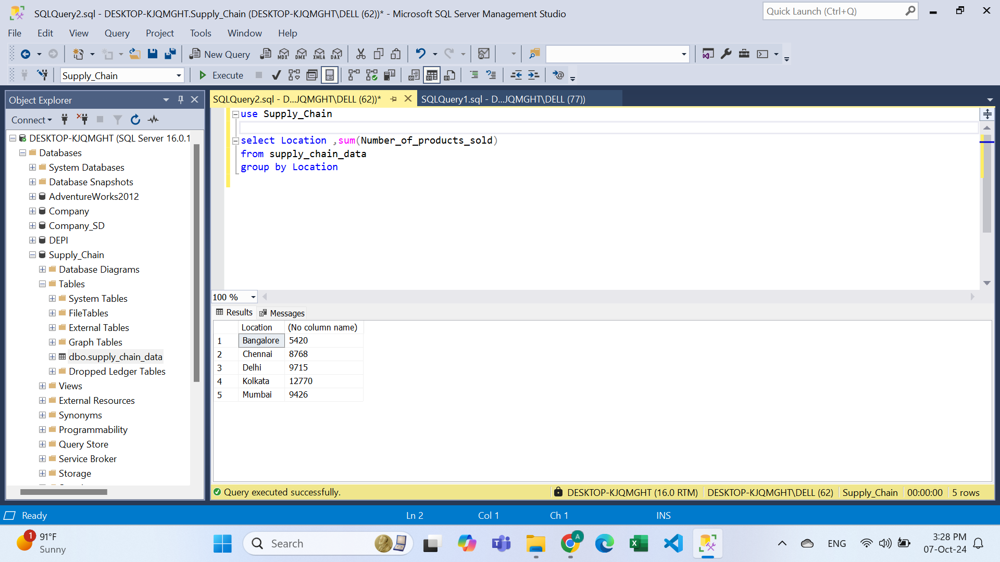 SQLQuery2.sql - DESKTOP-KJQMGHT.Supply_Chain (DESKTOP-KJQMGHT\DELL (62))* - Microsoft SQL Server Management Studio
Quick Launch (Ctrl+Q)
File Edit View Query Project Tools Window Help
New Query MDX DMX XMLA DAX
Supply_Chain Execute
Object Explorer
SQLQuery2.sql - D...JQMGHT\DELL (62))* SQLQuery1.sql - D...JQMGHT\DELL (77))
Connect
DESKTOP-KJQMGHT (SQL Server 16.0.1
Databases
System Databases
Database Snapshots
AdventureWorks2012
Company
Company_SD
DEPI
Supply_Chain
Database Diagrams
Tables
System Tables
FileTables
External Tables
Graph Tables
dbo.supply_chain_data
Dropped Ledger Tables
Views
External Resources
Synonyms
Programmability
Query Store
Service Broker
Storage
use Supply_Chain
select Location ,sum(Number_of_products_sold)
from supply_chain_data
group by Location
100 %
Results Messages
Location (No column name)
1 Bangalore 5420
2 Chennai 8768
3 Delhi 9715
4 Kolkata 12770
5 Mumbai 9426
Query executed successfully. DESKTOP-KJQMGHT (16.0 RTM) DESKTOP-KJQMGHT\DELL (62) Supply_Chain 00:00:00 5 rows
Ready Ln 2 Col 1 Ch 1 INS
1 91°F
Sunny
Search
A
ENG
3:28 PM
07-Oct-24